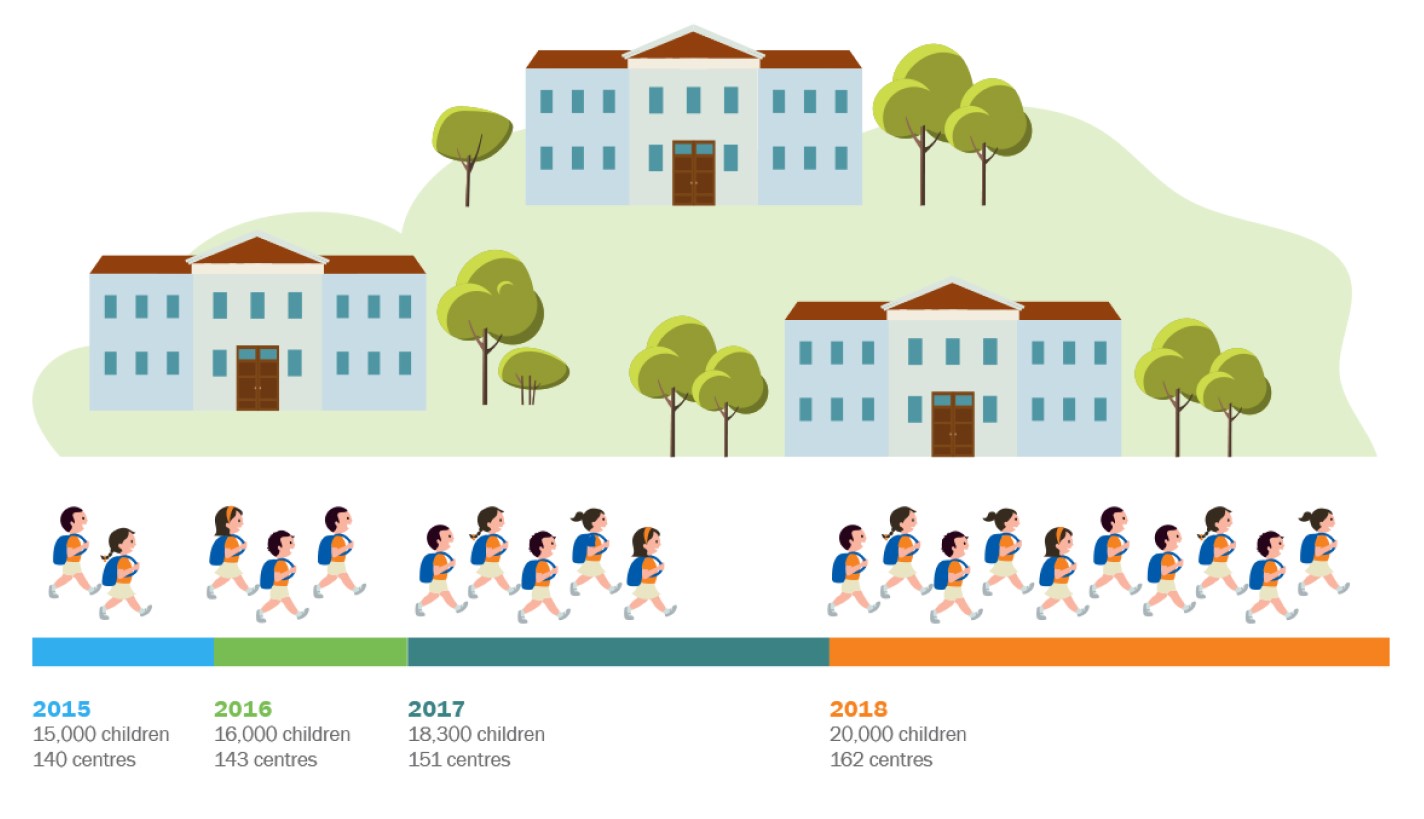 2015
15,000 children
140 centres
2016
16,000 children
143 centres
2017
18,300 children
151 centres
2018
20,000 children
162 centres